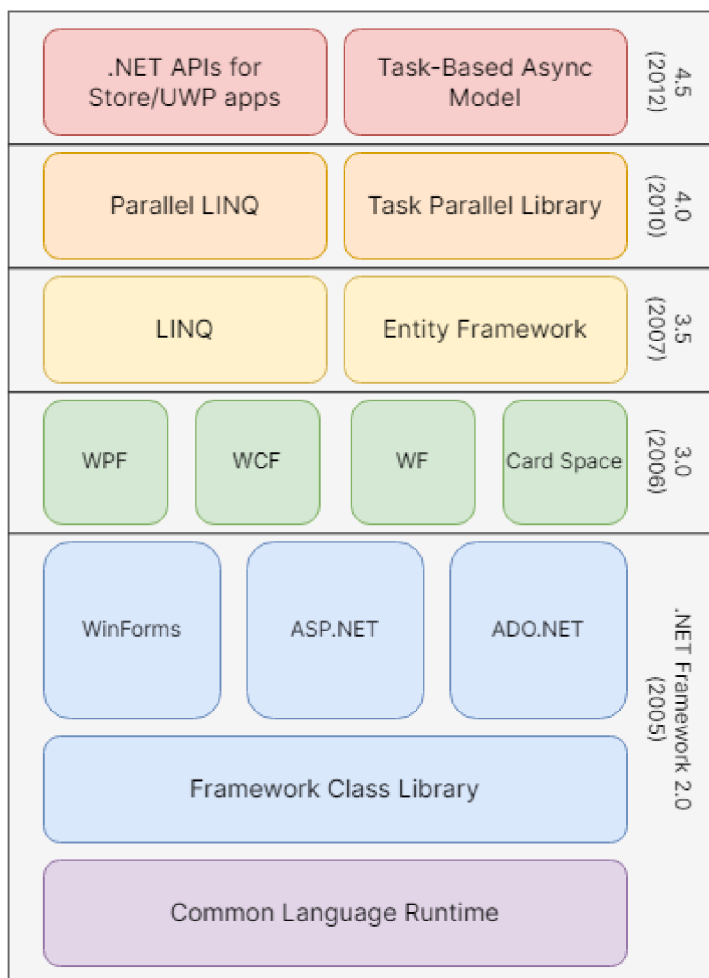 .NET APIs for
Store/UWP apps
Task-Based Async
Model
4.5
(2012)
Parallel LINQ
Task Parallel Library
4.0
(2010)
LINQ
Entity Framework
3.5
(2007)
WPF
WCF
WF
Card Space
3.0
(2006)
WinForms
ASP.NET
ADO.NET
.NET Framework 2.0
(2005)
Framework Class Library
Common Language Runtime